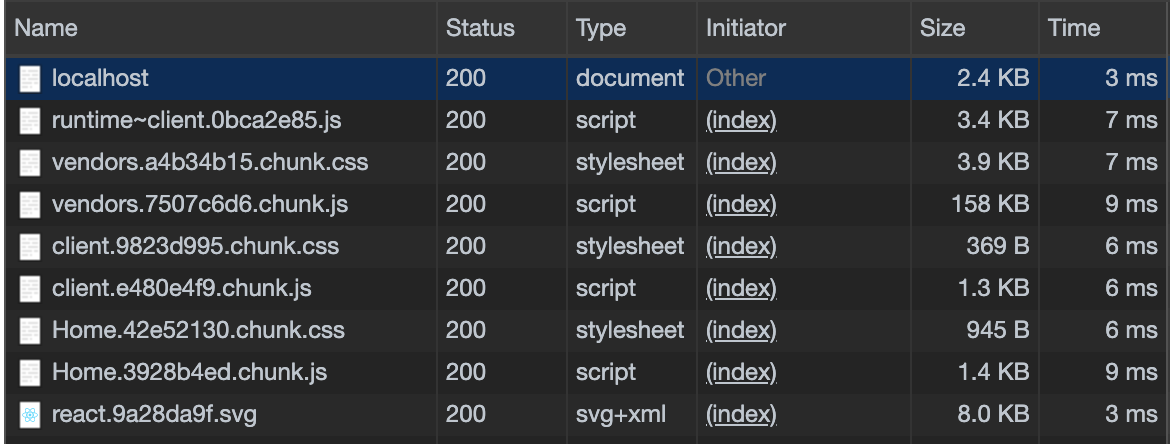 Name Status Type Initiator Size Time
localhost 200 document Other 2.4 KB 3 ms
runtime~client.0bca2e85.js 200 script (index) 3.4 KB 7 ms
vendors.a4b34b15.chunk.css 200 stylesheet (index) 3.9 KB 7 ms
vendors.7507c6d6.chunk.js 200 script (index) 158 KB 9 ms
client.9823d995.chunk.css 200 stylesheet (index) 369 B 6 ms
client.e480e4f9.chunk.js 200 script (index) 1.3 KB 6 ms
Home.42e52130.chunk.css 200 stylesheet (index) 945 B 6 ms
Home.3928b4ed.chunk.js 200 script (index) 1.4 KB 9 ms
react.9a28da9f.svg 200 svg+xml (index) 8.0 KB 3 ms